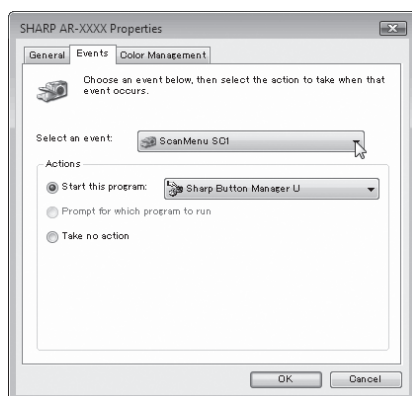 SHARP AR-XXXX Properties
General Events Color Management
Choose an event below, then select the action to take when that
event occurs.
Select an event: ScanMenu SC1
Actions
Start this program: Sharp Button Manager U
Prompt for which program to run
Take no action
OK Cancel